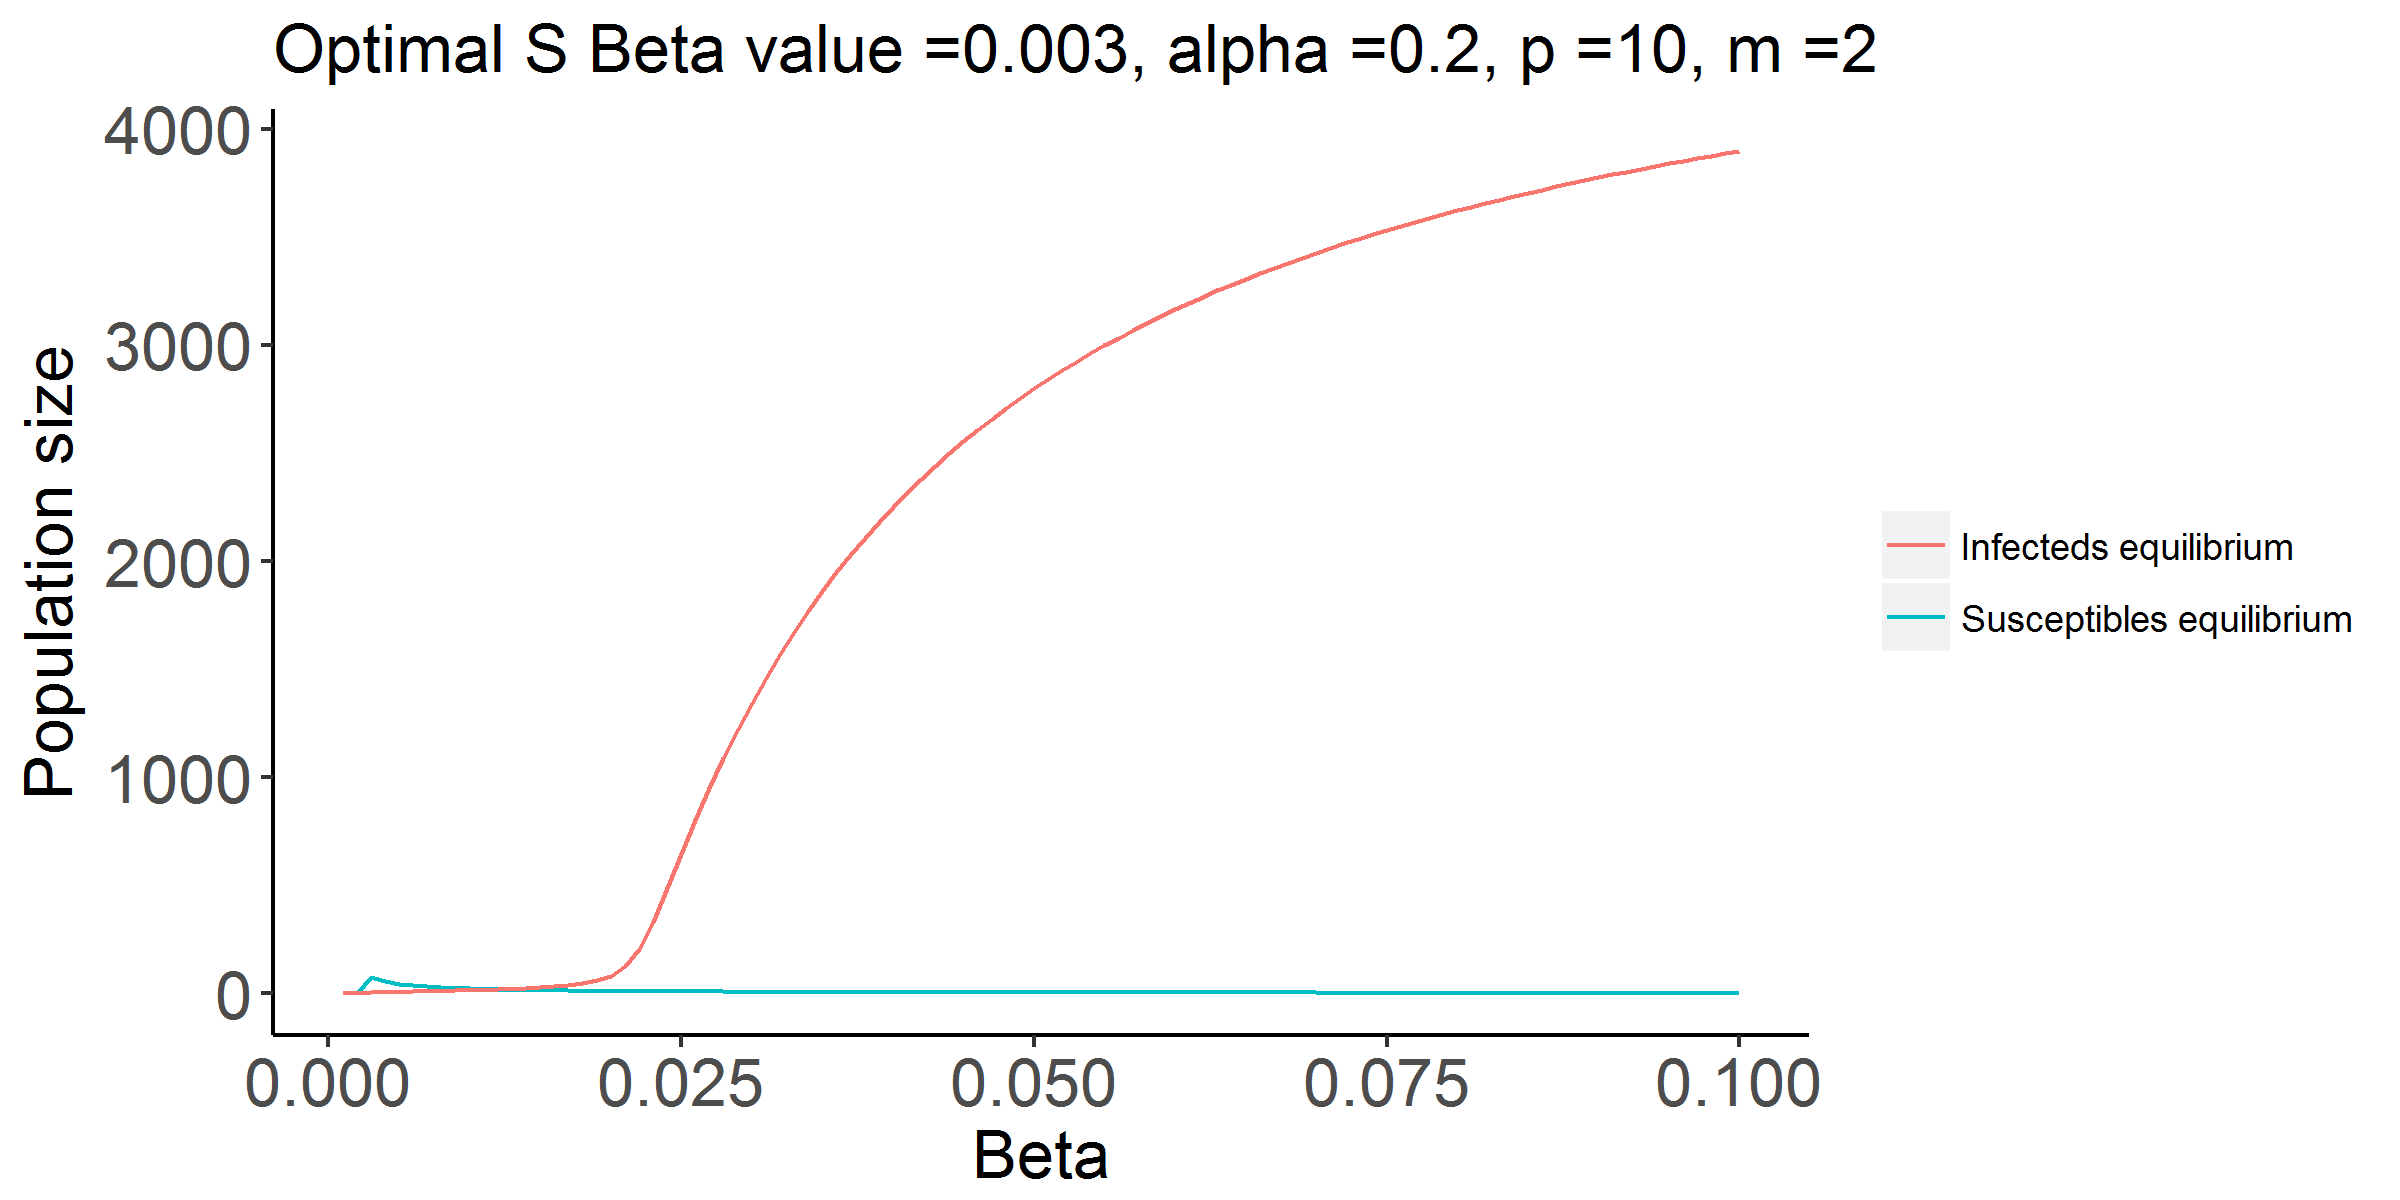 Optimal S Beta value =0.003, alpha =0.2, p =10, m =2
4000
3000
2000
1000
0
Population size
0.000 0.025 0.050 0.075 0.100
Beta
Infecteds equilibrium
Susceptibles equilibrium